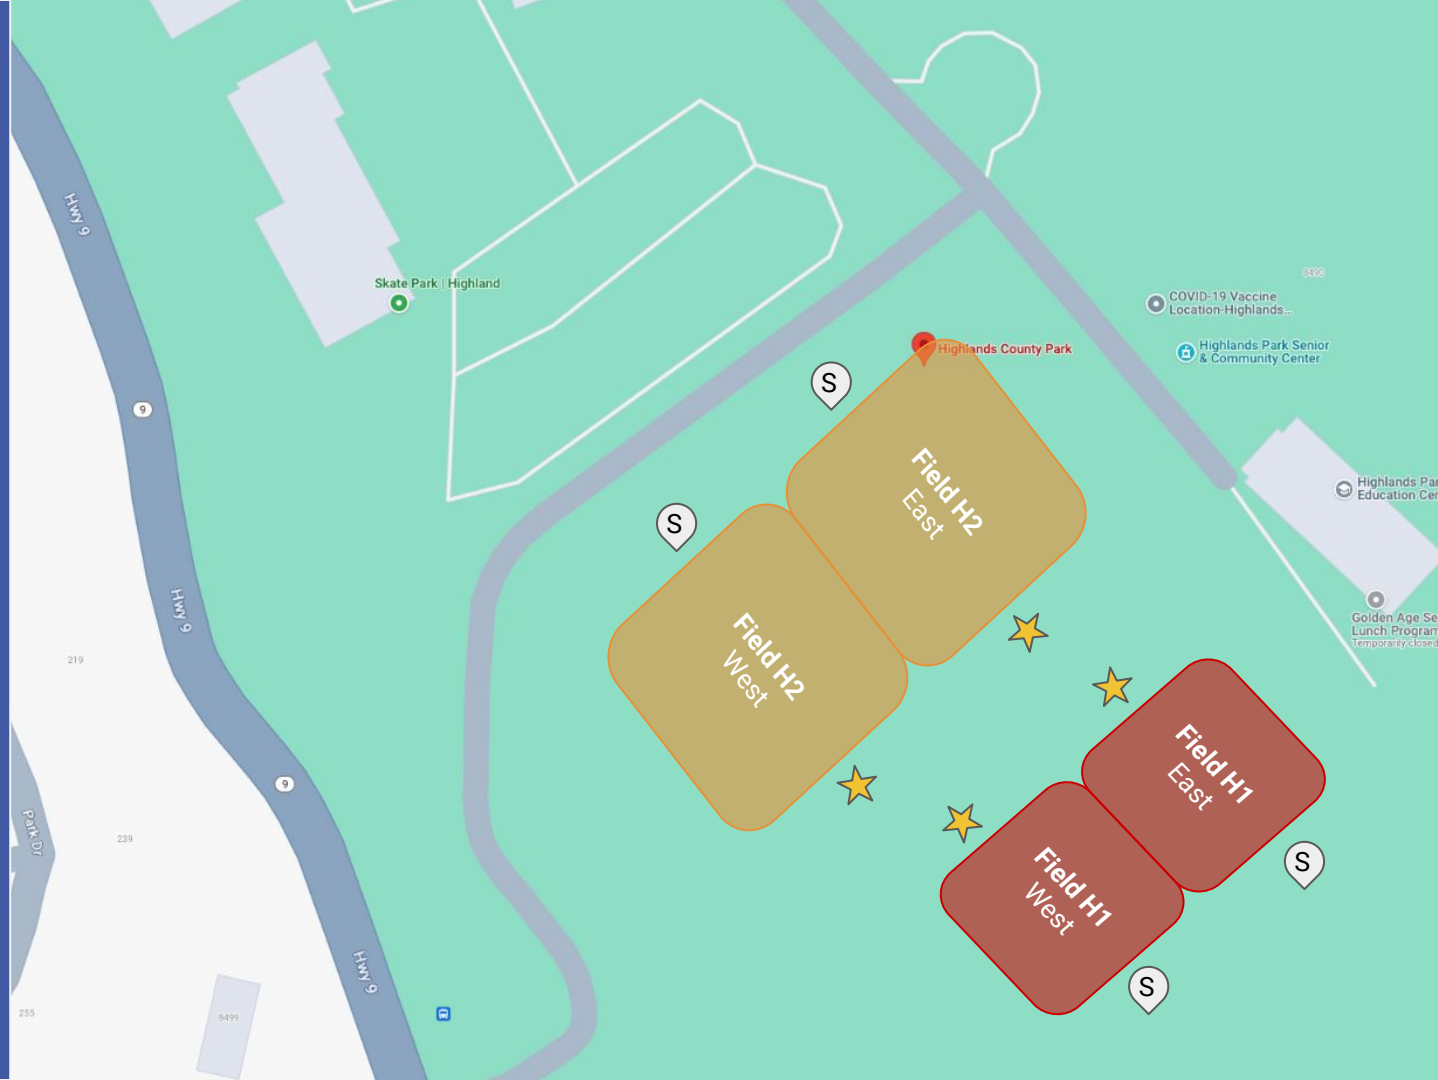 Hwy 9
8490
Skate Park | Highland
COVID-19 Vaccine
Location-Highlands...
Highlands County Park
Highlands Park Senior
& Community Center
S
9
Field H2
East
Highlands Par
Education Cer
S
Hwy 9
Golden Age Se
Lunch Program
Temporarily closed
219
Field H2
West
9
Field H1
East
Park Dr
239
S
Field H1
West
Hwy 9
S
255
8499